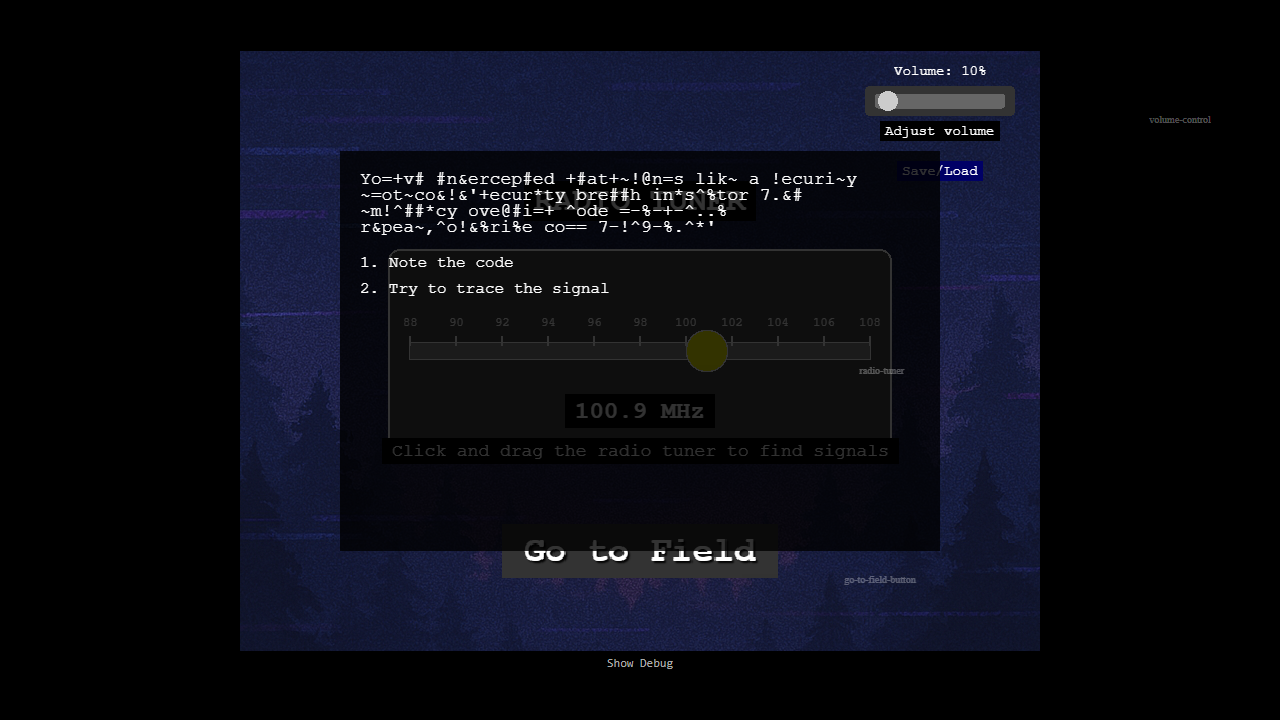 Volume: 10%
Adjust volume
volume-control
Save/Load
Yo=+v# #n&ercep#ed +#at+~!@n=s lik~ a !ecuri~y
~=ot~co&!&'+ecur*ty bre##h in*s^%tor 7.&#
~m!^##*cy ove@#i=+ ^ode =-%-+-^..%
r&pea~,^o!&%ri%e co== 7-!^9-%.^*'
RADIO TUNER
1. Note the code
2. Try to trace the signal
88 90 92 94 96 98 100 102 104 106 108
radio-tuner
100.9 MHz
Click and drag the radio tuner to find signals
Go to Field
go-to-field-button
Show Debug